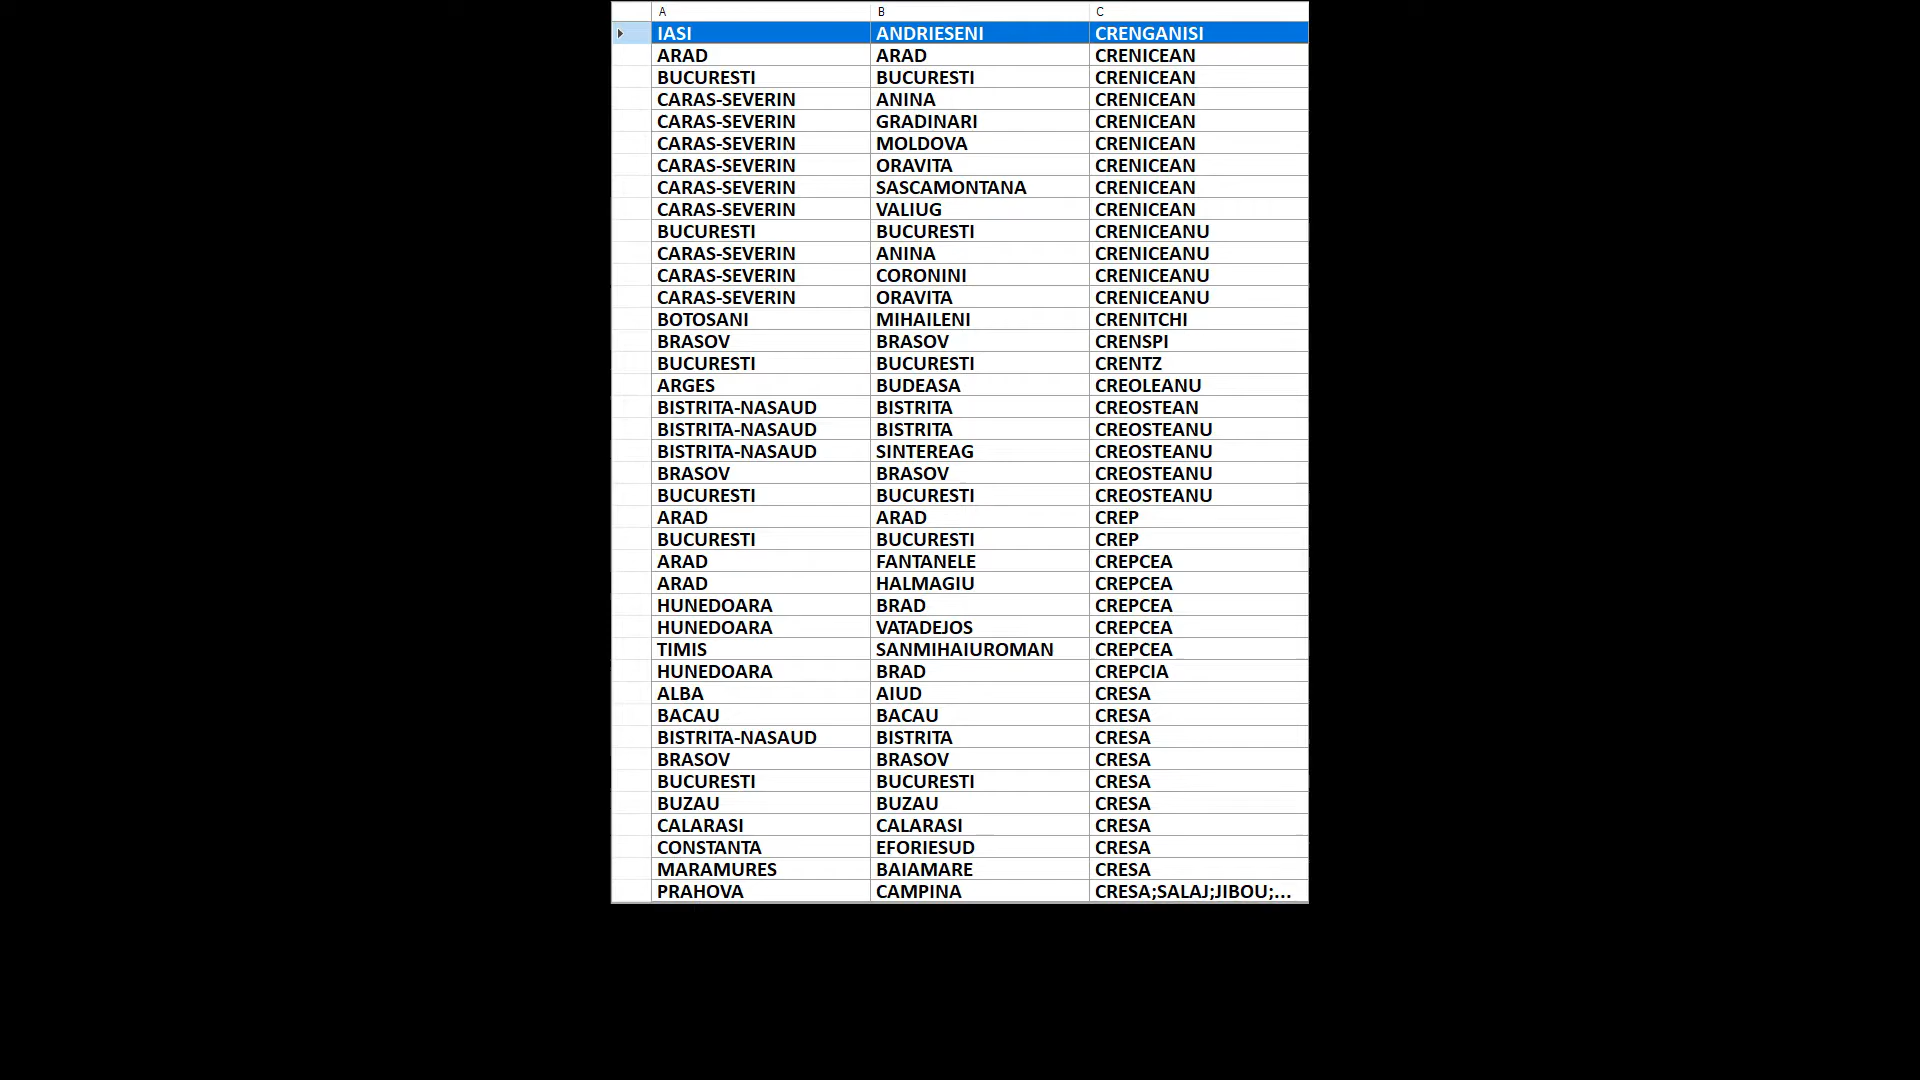 A B C
IASI ANDRIESENI CRENGANISI
ARAD ARAD CRENICEAN
BUCURESTI BUCURESTI CRENICEAN
CARAS-SEVERIN ANINA CRENICEAN
CARAS-SEVERIN GRADINARI CRENICEAN
CARAS-SEVERIN MOLDOVA CRENICEAN
CARAS-SEVERIN ORAVITA CRENICEAN
CARAS-SEVERIN SASCAMONTANA CRENICEAN
CARAS-SEVERIN VALIUG CRENICEAN
BUCURESTI BUCURESTI CRENICEANU
CARAS-SEVERIN ANINA CRENICEANU
CARAS-SEVERIN CORONINI CRENICEANU
CARAS-SEVERIN ORAVITA CRENICEANU
BOTOSANI MIHAILENI CRENITCHI
BRASOV BRASOV CRENSPI
BUCURESTI BUCURESTI CRENTZ
ARGES BUDEASA CREOLEANU
BISTRITA-NASAUD BISTRITA CREOSTEAN
BISTRITA-NASAUD BISTRITA CREOSTEANU
BISTRITA-NASAUD SINTEREAG CREOSTEANU
BRASOV BRASOV CREOSTEANU
BUCURESTI BUCURESTI CREOSTEANU
ARAD ARAD CREP
BUCURESTI BUCURESTI CREP
ARAD FANTANELE CREPCEA
ARAD HALMAGIU CREPCEA
HUNEDOARA BRAD CREPCEA
HUNEDOARA VATADEJOS CREPCEA
TIMIS SANMIHAIUROMAN CREPCEA
HUNEDOARA BRAD CREPCIA
ALBA AIUD CRESA
BACAU BACAU CRESA
BISTRITA-NASAUD BISTRITA CRESA
BRASOV BRASOV CRESA
BUCURESTI BUCURESTI CRESA
BUZAU BUZAU CRESA
CALARASI CALARASI CRESA
CONSTANTA EFORIESUD CRESA
MARAMURES BAIAMARE CRESA
PRAHOVA CAMPINA CRESA;SALAJ;JIBOU;...